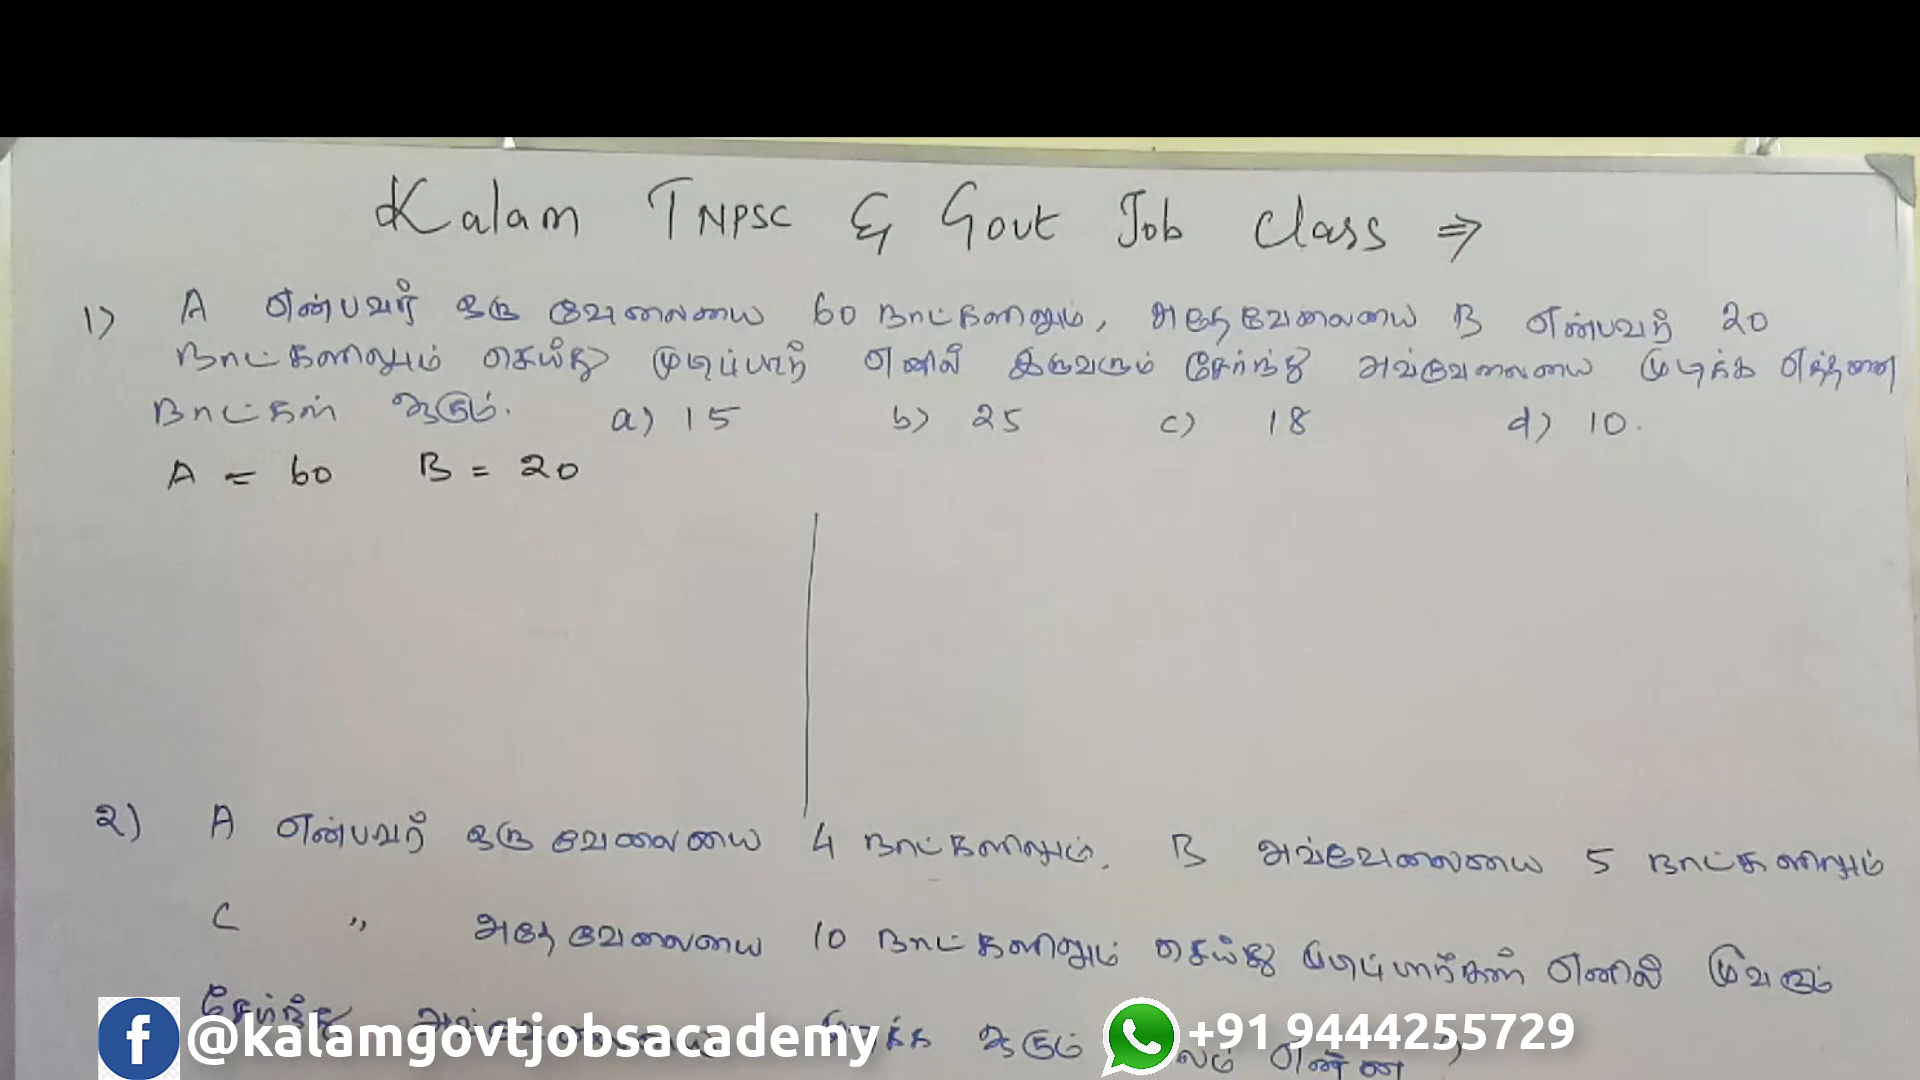 Kalam TNPSC & Govt Job Class ⇒
1) A என்பவர் ஒரு வேலையை 60 நாட்களிலும், அதேவேலையை B என்பவர் 20
நாட்களிலும் செய்து முடிப்பார் எனில் இருவரும் சேர்ந்து அவ்வேலையை முடிக்க எத்தனை
நாட்கள் ஆகும். a) 15 b) 25 c) 18 d) 10.
A = 60 B = 20
2) A என்பவர் ஒரு வேலையை 4 நாட்களிலும், B அவ்வேலையை 5 நாட்களிலும்
C " அதே வேலையை 10 நாட்களிலும் செய்து முடிப்பார்கள் எனில் மூவரும்
சேர்ந்து ஆகும் என்ன ?
@kalamgovtjobsacademy +91 9444255729